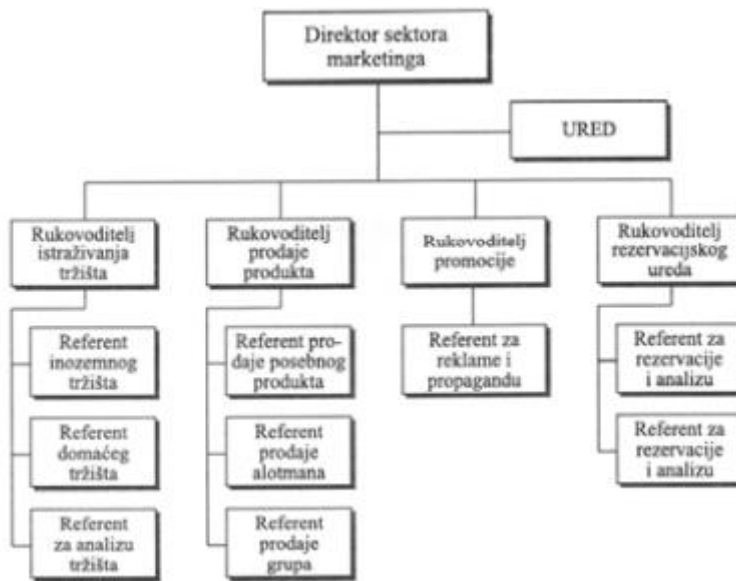 Direktor sektora
marketinga
URED
Rukovoditelj
istraživanja
tržišta
Rukovoditelj
prodaje
produkta
Rukovoditelj
promocije
Rukovoditelj
rezervacijskog
ureda
Referent
inozemnog
tržišta
Referent pro-
daje posebnog
produkta
Referent za
reklame i
propagandu
Referent za
rezervacije
i analizu
Referent
domaćeg
tržišta
Referent
prodaje
alotmana
Referent za
rezervacije
i analizu
Referent
za analizu
tržišta
Referent
prodaje
grupa